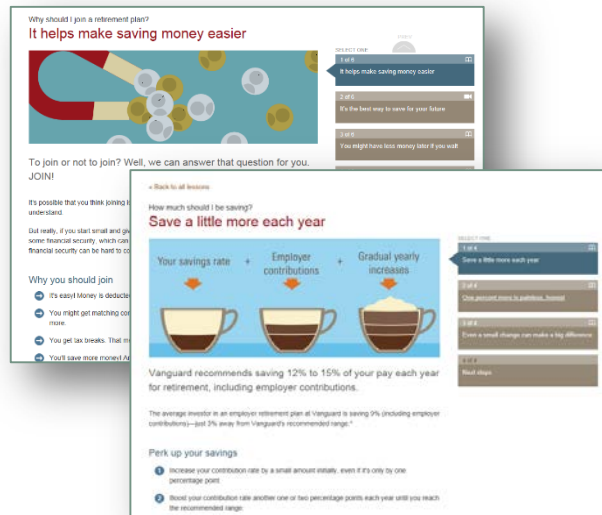 Why should I join a retirement plan?
It helps make saving money easier
SELECT ONE
1 of 6
It helps make saving money easier
2 of 6
It's the best way to save for your future
3 of 6
You might have less money later if you wait
To join or not to join? Well, we can answer that question for you.
JOIN!
It's possible that you think joining
understand
But really, if you start small and
some financial security, which can
financial security can be hard to
Why you should join
It's easy! Money is deducted
You might get matching
more.
You get tax breaks. That
You'll save more money!
« Back to all lessons
How much should I be saving?
Save a little more each year
SELECT ONE
1 of 4
Save a little more each year
2 of 4
One percent more is painless, honest
3 of 4
Even a small change can make a big difference
4 of 4
Next steps
Your savings rate + Employer contributions + Gradual yearly increases
Vanguard recommends saving 12% to 15% of your pay each year
for retirement, including employer contributions.
The average investor in an employer retirement plan at Vanguard is saving 9% (including employer
contributions)—just 3% away from Vanguard's recommended range.*
Perk up your savings
1 Increase your contribution rate by a small amount initially, even if it's only by one
percentage point
2 Boost your contribution rate another one or two percentage points each year until you reach
the recommended range